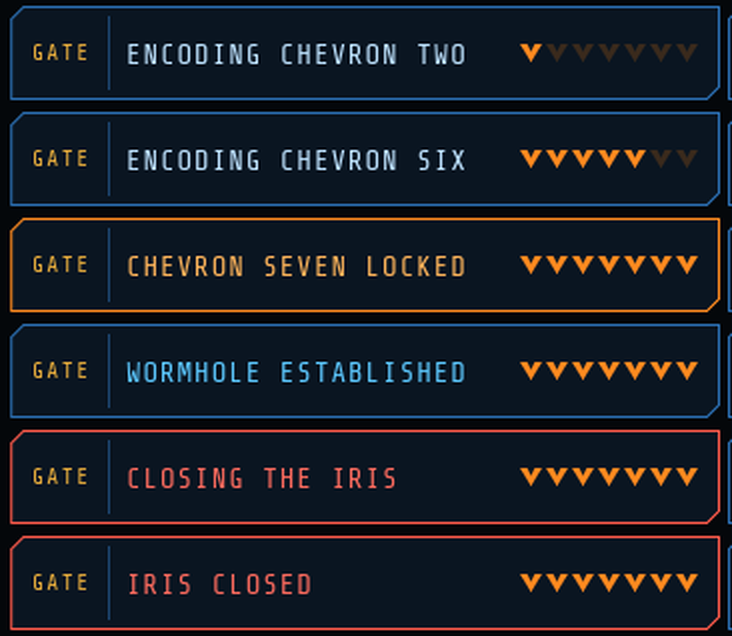 GATE ENCODING CHEVRON TWO
GATE ENCODING CHEVRON SIX
GATE CHEVRON SEVEN LOCKED
GATE WORMHOLE ESTABLISHED
GATE CLOSING THE IRIS
GATE IRIS CLOSED